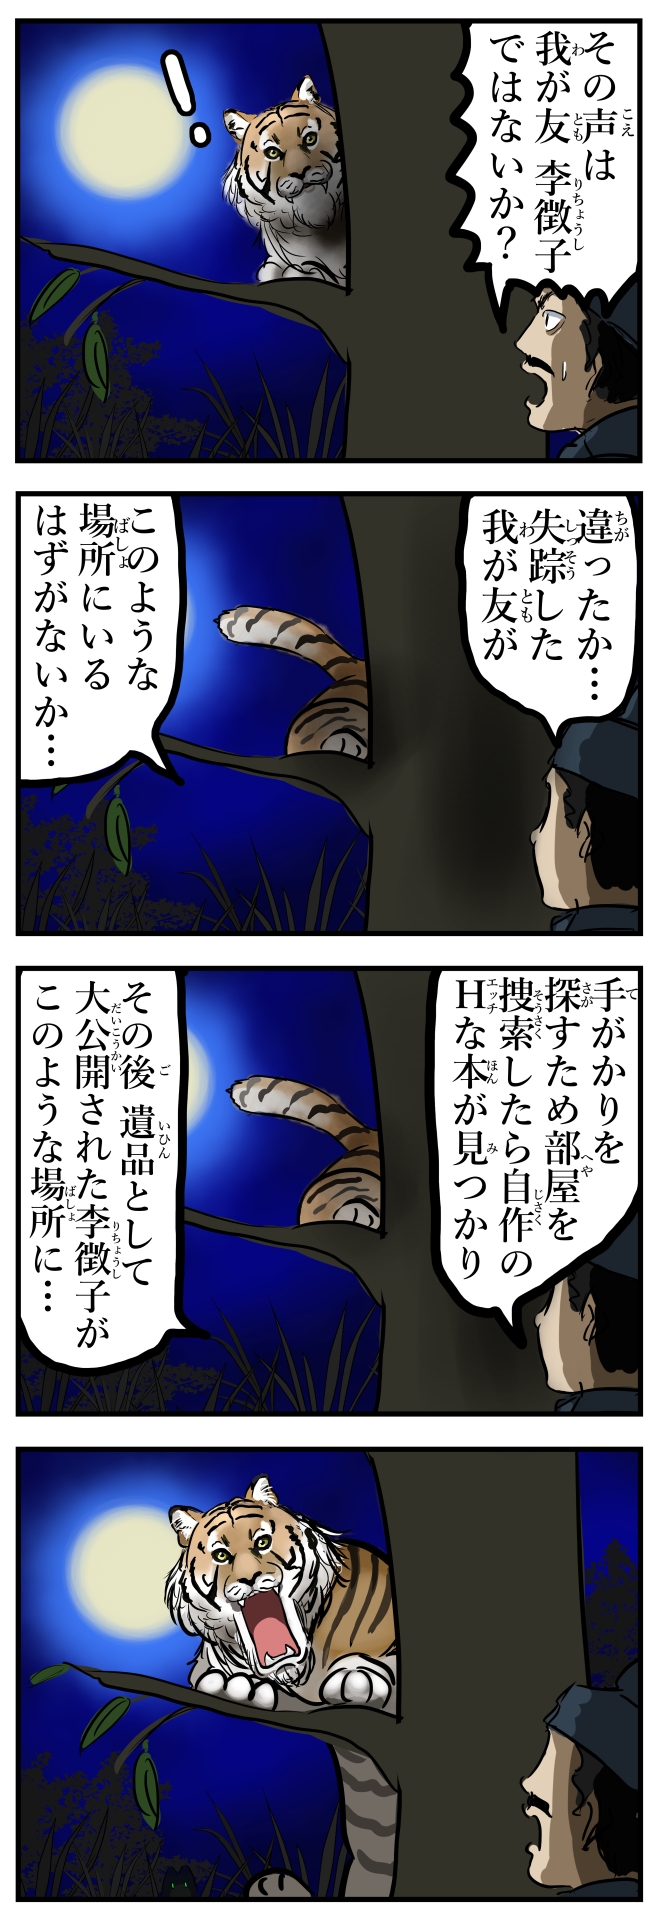 その声は
我が友 李徴子
ではないか?
違ったか…
失踪した
我が友が
このような
場所にいる
はずがないか…
手がかりを
探すため部屋を
捜索したら自作の
Hな本が見つかり
その後 遺品として
大公開された李徴子が
このような場所に…